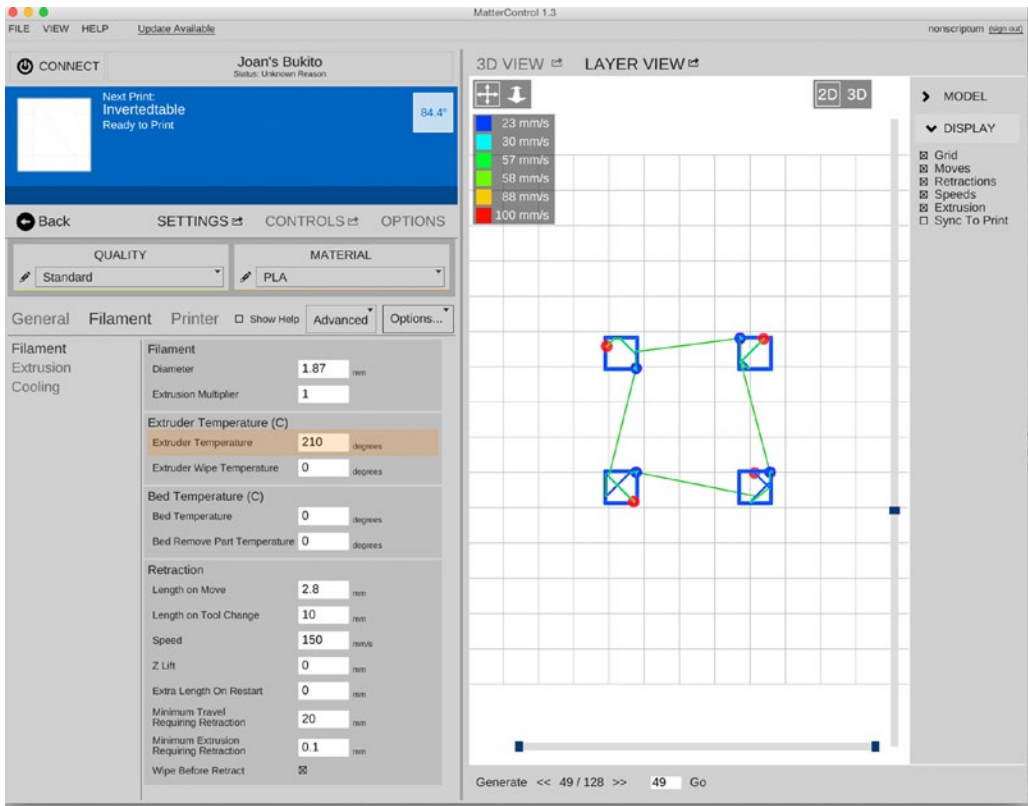 MatterControl 1.3
FILE VIEW HELP Update Available
nonscriptum (sign out)
CONNECT
Joan's Bukito
Status: Unknown Reason
Next Print:
Invertedtable
Ready to Print
84.4°
Back
SETTINGS CONTROLS OPTIONS
QUALITY
Standard
MATERIAL
PLA
General Filament Printer Show Help Advanced Options...
Filament
Extrusion
Cooling
Filament
Diameter 1.87 mm
Extrusion Multiplier 1
Extruder Temperature (C)
Extruder Temperature 210 degrees
Extruder Wipe Temperature 0 degrees
Bed Temperature (C)
Bed Temperature 0 degrees
Bed Remove Part Temperature 0 degrees
Retraction
Length on Move 2.8 mm
Length on Tool Change 10 mm
Speed 150 mm/s
Z Lift 0 mm
Extra Length On Restart 0 mm
Minimum Travel
Requiring Retraction 20 mm
Minimum Extrusion
Requiring Retraction 0.1 mm
Wipe Before Retract
3D VIEW LAYER VIEW
2D 3D
23 mm/s
30 mm/s
57 mm/s
58 mm/s
88 mm/s
100 mm/s
Generate << 49 / 128 >> 49 Go
MODEL
DISPLAY
Grid
Moves
Retractions
Speeds
Extrusion
Sync To Print